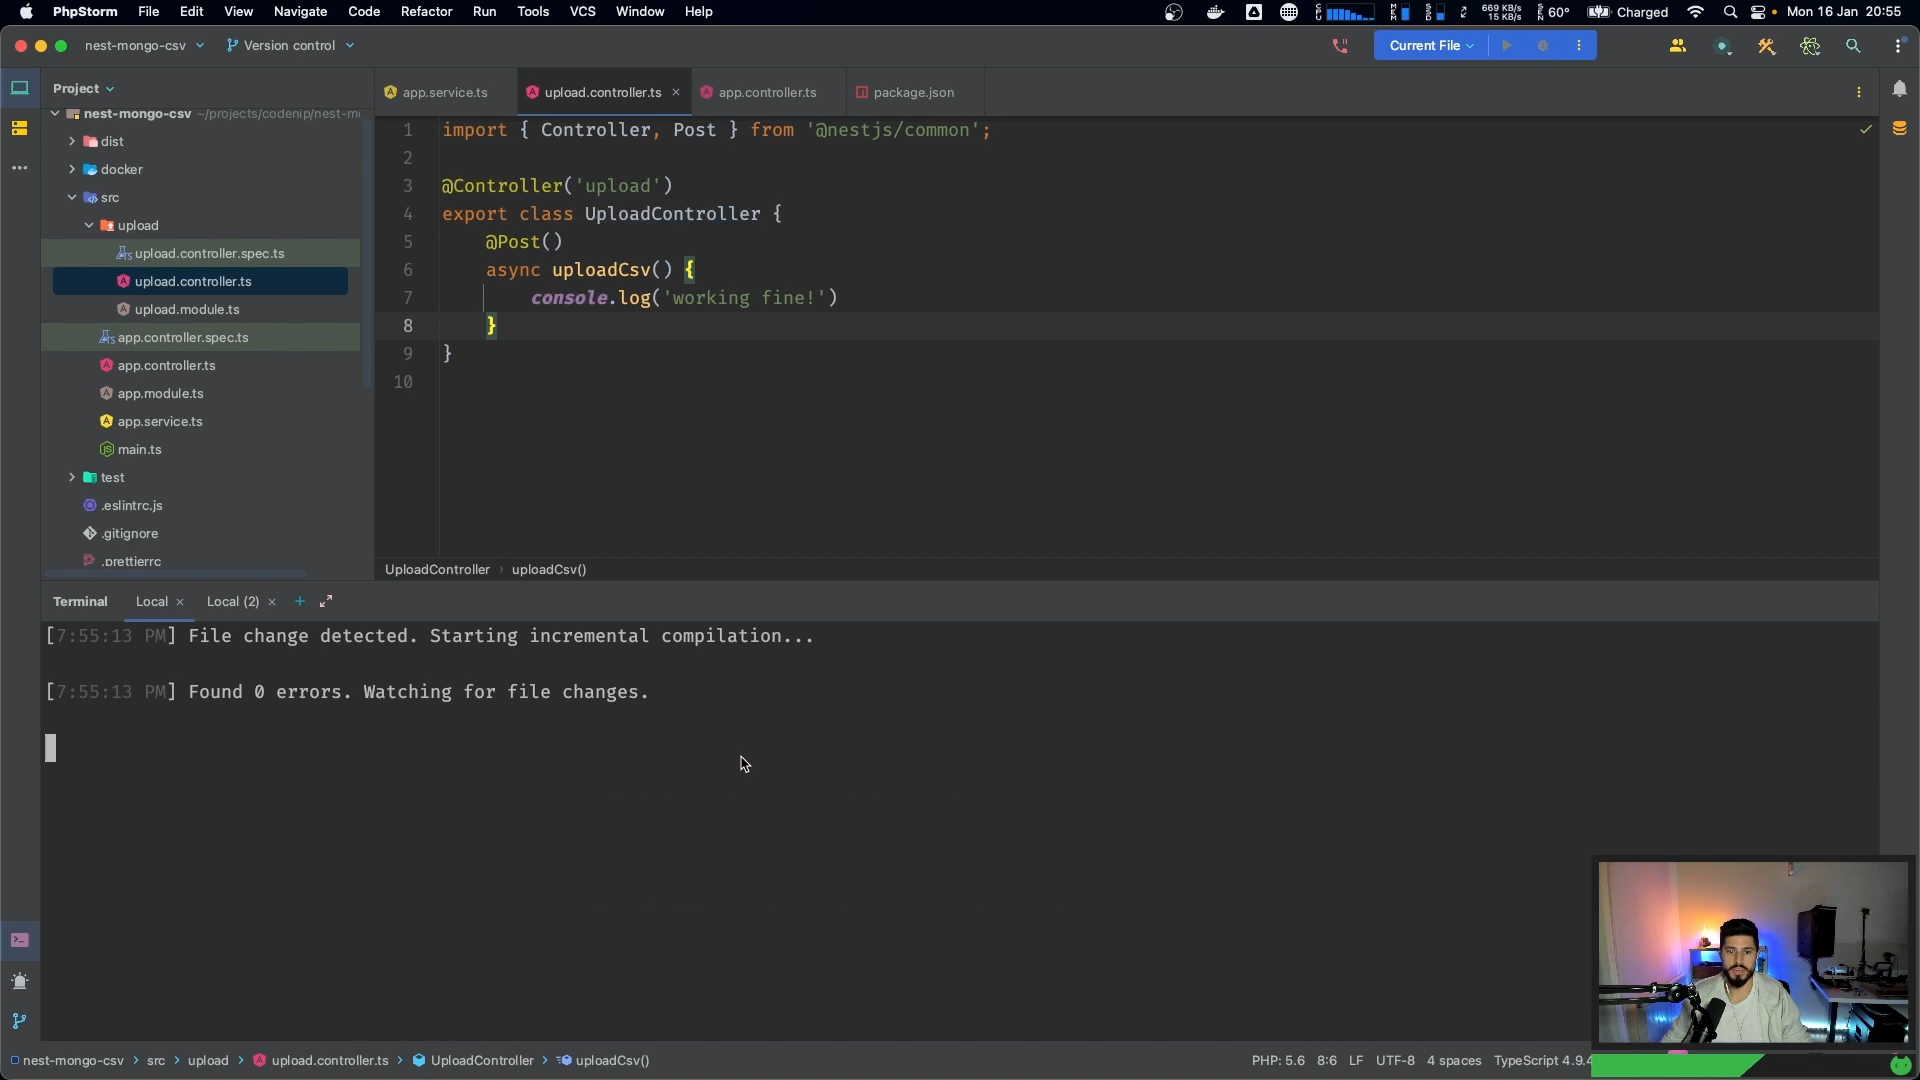 PhpStorm File Edit View Navigate Code Refactor Run Tools VCS Window Help
669 KB/s
15 KB/s
60° Charged Mon 16 Jan 20:55
nest-mongo-csv Version control Current File
Project
nest-mongo-csv ~/projects/codenip/nest-m
dist
docker
src
upload
upload.controller.spec.ts
upload.controller.ts
upload.module.ts
app.controller.spec.ts
app.controller.ts
app.module.ts
app.service.ts
main.ts
test
.eslintrc.js
.gitignore
.prettierrc
app.service.ts upload.controller.ts app.controller.ts package.json
1 import { Controller, Post } from '@nestjs/common';
2
3 @Controller('upload')
4 export class UploadController {
5 @Post()
6 async uploadCsv() {
7 console.log('working fine!')
8 }
9 }
10
UploadController › uploadCsv()
Terminal Local × Local (2) × +
[7:55:13 PM] File change detected. Starting incremental compilation...
[7:55:13 PM] Found 0 errors. Watching for file changes.
nest-mongo-csv › src › upload › upload.controller.ts › UploadController › uploadCsv()
PHP: 5.6 8:6 LF UTF-8 4 spaces TypeScript 4.9.4